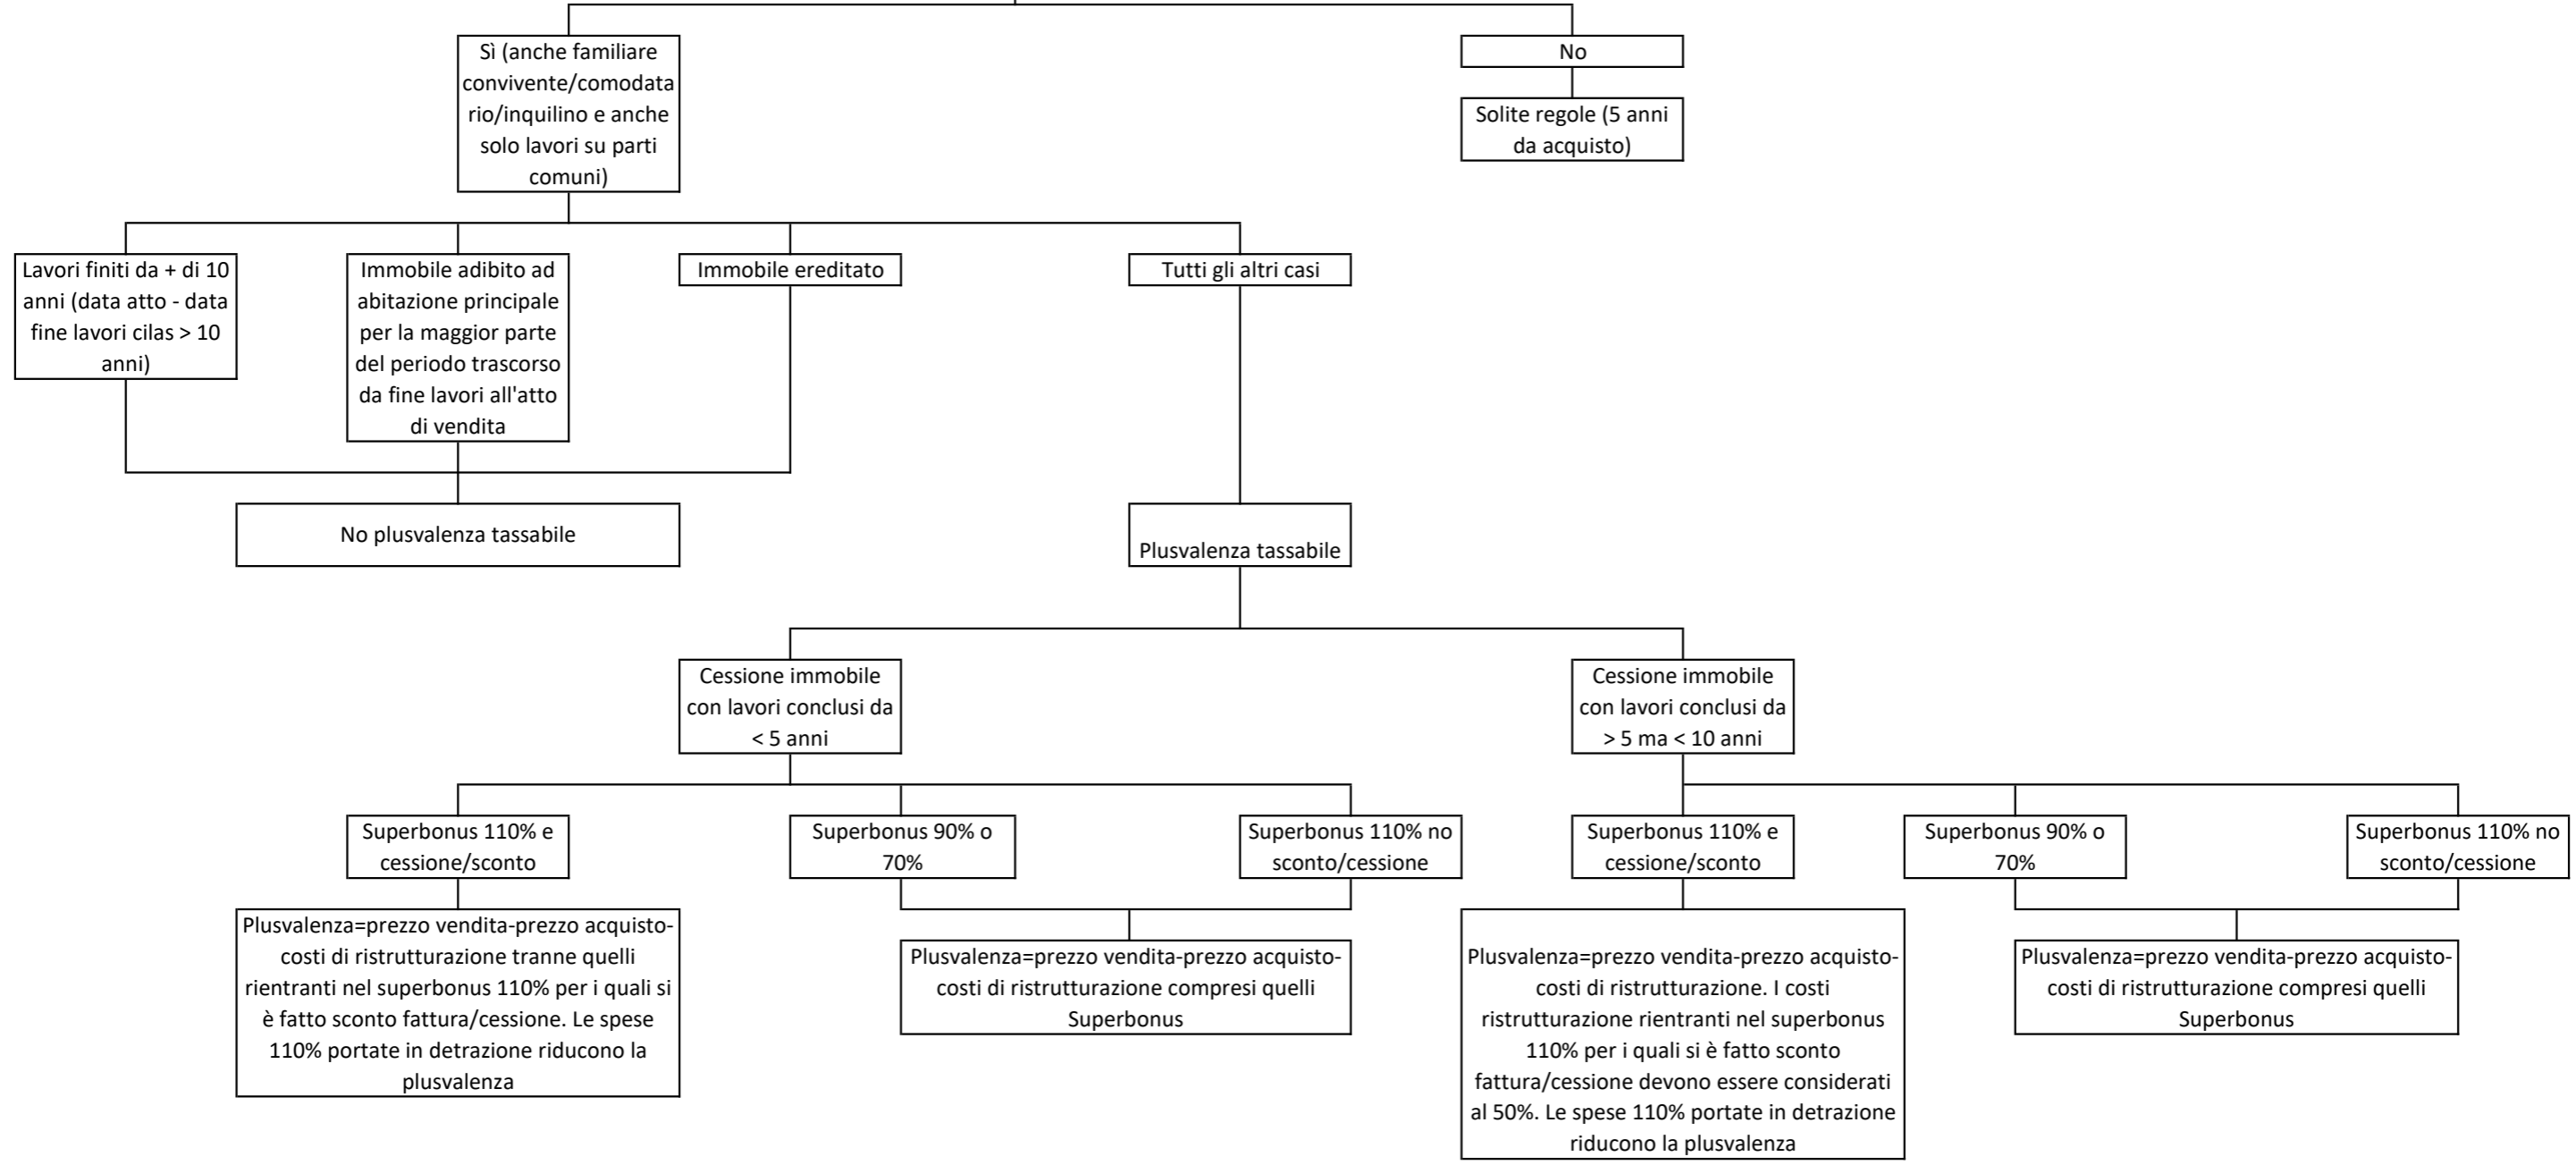 Sì (anche familiare
convivente/comodata
rio/inquilino e anche
solo lavori su parti
comuni)
No
Solite regole (5 anni
da acquisto)
Lavori finiti da + di 10
anni (data atto - data
fine lavori cilas > 10
anni)
Immobile adibito ad
abitazione principale
per la maggior parte
del periodo trascorso
da fine lavori all'atto
di vendita
Immobile ereditato
Tutti gli altri casi
No plusvalenza tassabile
Plusvalenza tassabile
Cessione immobile
con lavori conclusi da
< 5 anni
Cessione immobile
con lavori conclusi da
> 5 ma < 10 anni
Superbonus 110% e
cessione/sconto
Superbonus 90% o
70%
Superbonus 110% no
sconto/cessione
Superbonus 110% e
cessione/sconto
Superbonus 90% o
70%
Superbonus 110% no
sconto/cessione
Plusvalenza=prezzo vendita-prezzo acquisto-
costi di ristrutturazione tranne quelli
rientranti nel superbonus 110% per i quali si
è fatto sconto fattura/cessione. Le spese
110% portate in detrazione riducono la
plusvalenza
Plusvalenza=prezzo vendita-prezzo acquisto-
costi di ristrutturazione compresi quelli
Superbonus
Plusvalenza=prezzo vendita-prezzo acquisto-
costi di ristrutturazione. I costi
ristrutturazione rientranti nel superbonus
110% per i quali si è fatto sconto
fattura/cessione devono essere considerati
al 50%. Le spese 110% portate in detrazione
riducono la plusvalenza
Plusvalenza=prezzo vendita-prezzo acquisto-
costi di ristrutturazione compresi quelli
Superbonus